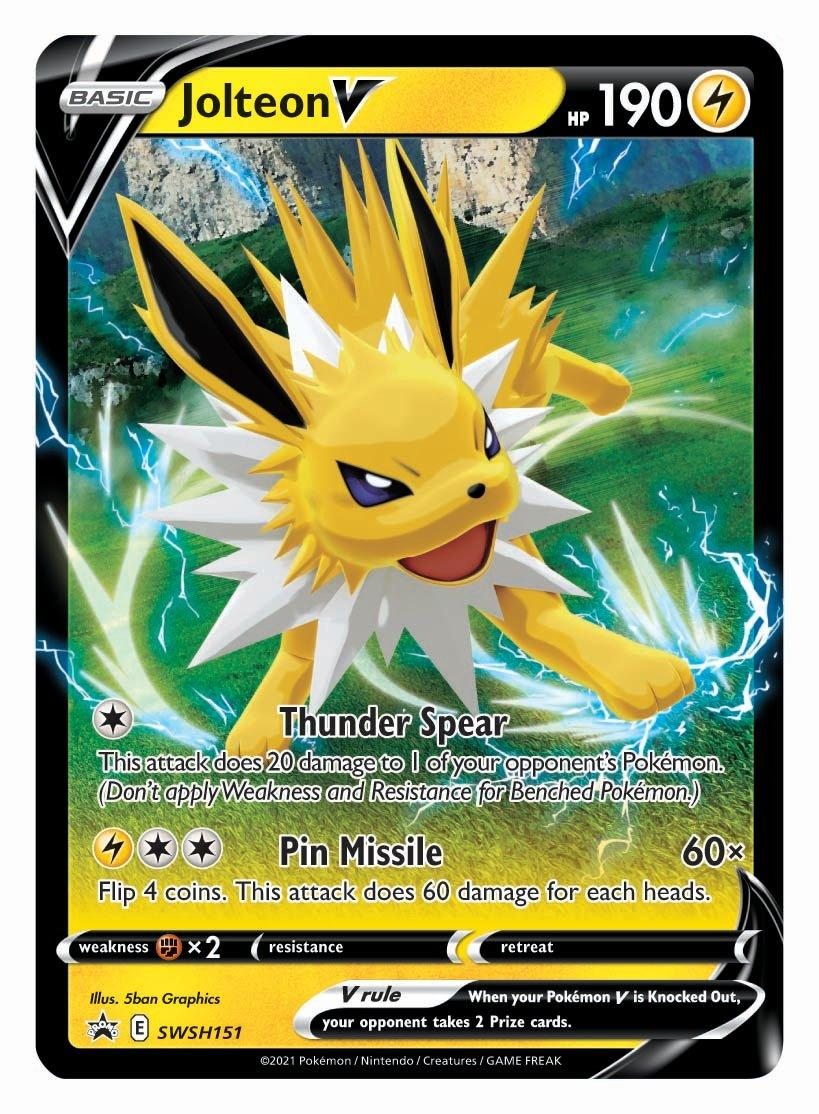 BASIC Jolteon V HP 190
Thunder Spear
This attack does 20 damage to 1 of your opponent's Pokémon.
(Don't apply Weakness and Resistance for Benched Pokémon.)
Pin Missile 60×
Flip 4 coins. This attack does 60 damage for each heads.
weakness ×2 resistance retreat
Illus. 5ban Graphics
V rule When your Pokémon V is Knocked Out,
your opponent takes 2 Prize cards.
PROMO E SWSH151
©2021 Pokémon / Nintendo / Creatures / GAME FREAK